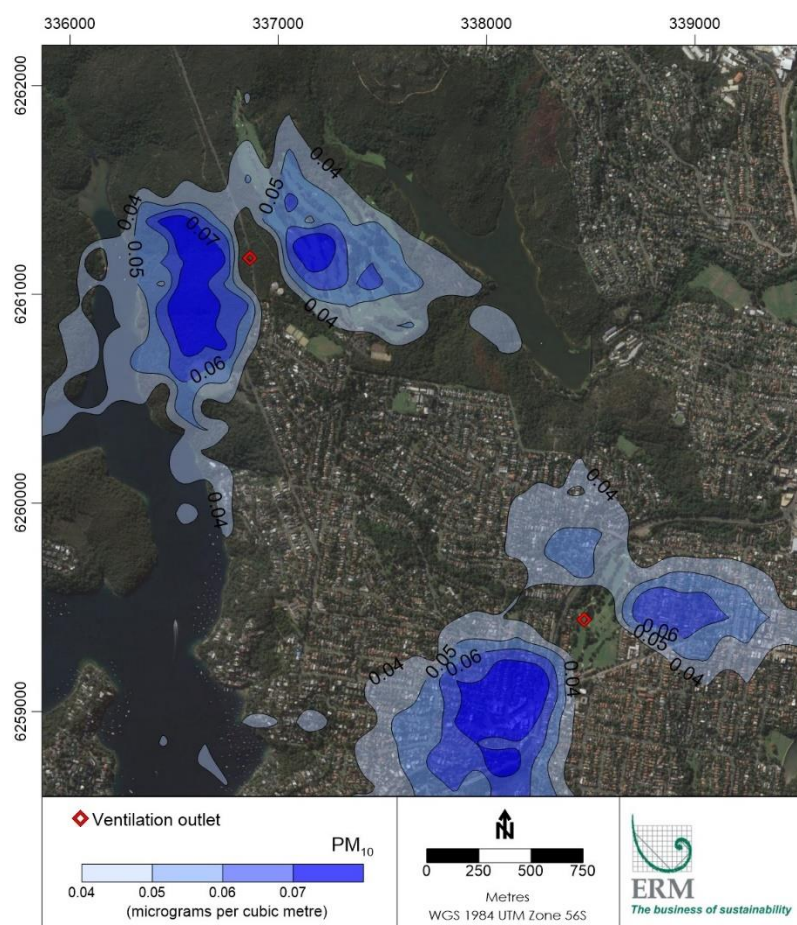 336000
337000
338000
339000
6262000
6261000
6260000
6259000
0.04
0.05
0.04
0.04
0.07
0.05
0.04
0.06
0.04
0.04
0.04
0.05
0.06
0.04
0.06
0.05
0.04
Ventilation outlet
PM10
0.04 0.05 0.06 0.07
(micrograms per cubic metre)
N
0 250 500 750
Metres
WGS 1984 UTM Zone 56S
ERM
The business of sustainability